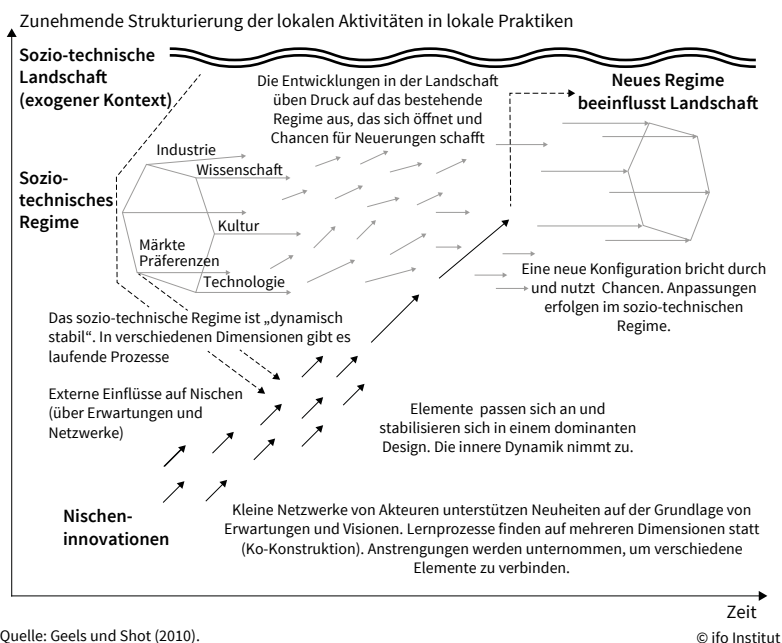 Zunehmende Strukturierung der lokalen Aktivitäten in lokale Praktiken
Sozio-technische
Landschaft
(exogener Kontext)
Die Entwicklungen in der Landschaft
üben Druck auf das bestehende
Regime aus, das sich öffnet und
Chancen für Neuerungen schafft
Neues Regime
beeinflusst Landschaft
Sozio-
technisches
Regime
Industrie
Wissenschaft
Kultur
Märkte
Präferenzen
Technologie
Eine neue Konfiguration bricht durch
und nutzt Chancen. Anpassungen
erfolgen im sozio-technischen
Regime.
Das sozio-technische Regime ist „dynamisch
stabil“. In verschiedenen Dimensionen gibt es
laufende Prozesse
Externe Einflüsse auf Nischen
(über Erwartungen und
Netzwerke)
Elemente passen sich an und
stabilisieren sich in einem dominanten
Design. Die innere Dynamik nimmt zu.
Nischen-
innovationen
Kleine Netzwerke von Akteuren unterstützen Neuheiten auf der Grundlage von
Erwartungen und Visionen. Lernprozesse finden auf mehreren Dimensionen statt
(Ko-Konstruktion). Anstrengungen werden unternommen, um verschiedene
Elemente zu verbinden.
Zeit
Quelle: Geels und Shot (2010).
© ifo Institut